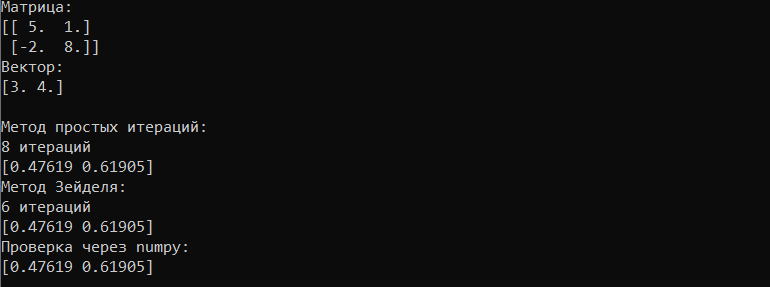 Матрица:
[[ 5.  1.]
 [-2.  8.]]
Вектор:
[3. 4.]

Метод простых итераций:
8 итераций
[0.47619 0.61905]
Метод Зейделя:
6 итераций
[0.47619 0.61905]
Проверка через numpy:
[0.47619 0.61905]